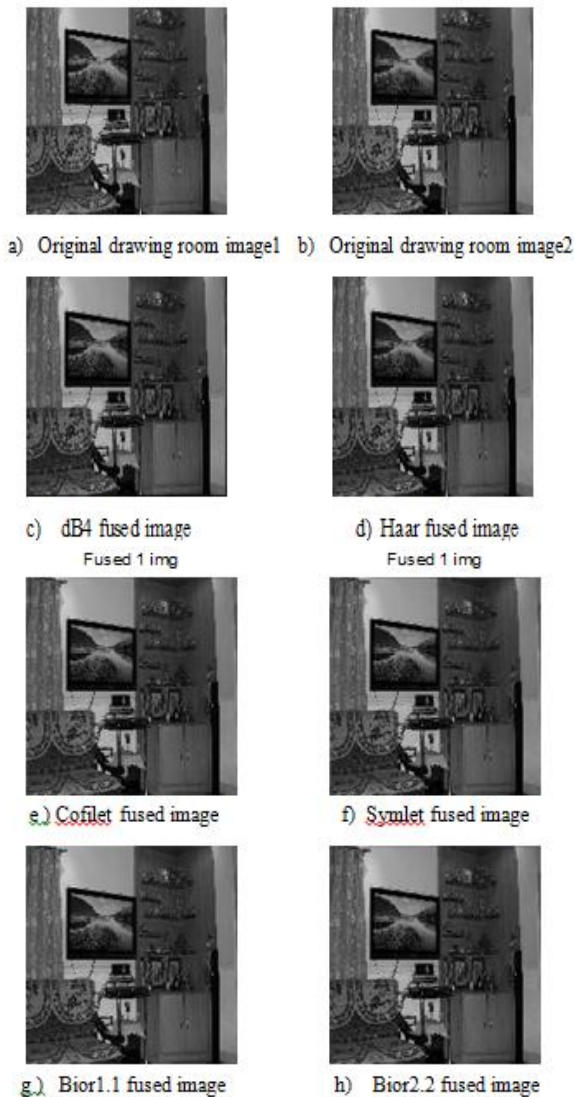 a) Original drawing room image1 b) Original drawing room image2
c) dB4 fused image d) Haar fused image
Fused 1 img Fused 1 img
e.) Cofilet fused image f) Symlet fused image
g.) Bior1.1 fused image h) Bior2.2 fused image